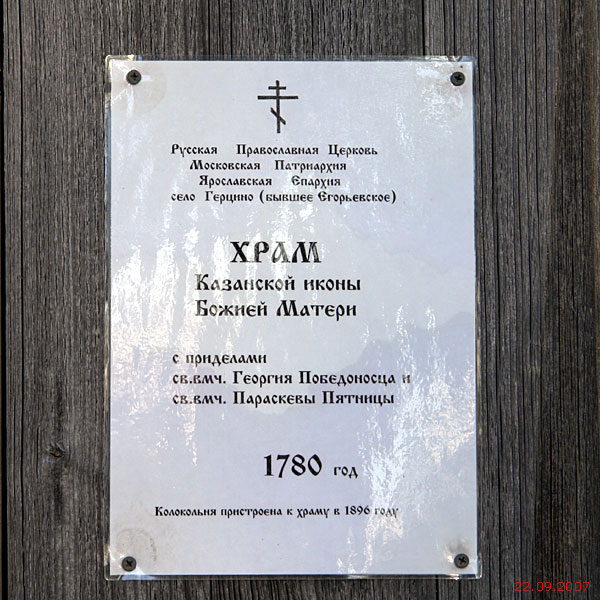 Русская Православная Церковь
Московская Патриархия
Ярославская Епархия
село Герцино (бывшее Егорьевское)
ХРАМ
Казанской иконы
Божией Матери
с приделами
св.вмч. Георгия Победоносца и
св.вмч. Параскевы Пятницы
1780 год
Колокольня пристроена к храму в 1896 году
22.09.2007